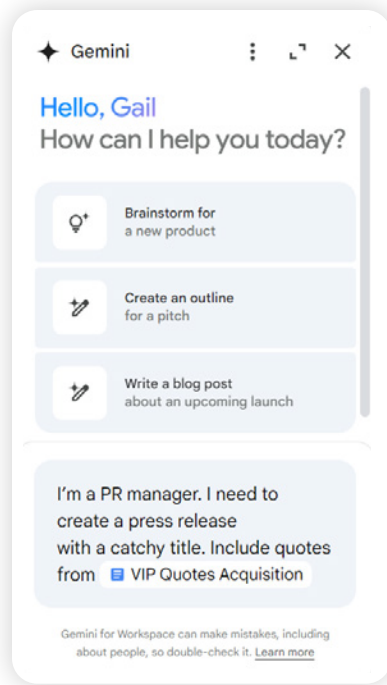 Gemini
Hello, Gail
How can I help you today?
Brainstorm for
a new product
Create an outline
for a pitch
Write a blog post
about an upcoming launch
I'm a PR manager. I need to
create a press release
with a catchy title. Include quotes
from VIP Quotes Acquisition
Gemini for Workspace can make mistakes, including
about people, so double-check it. Learn more